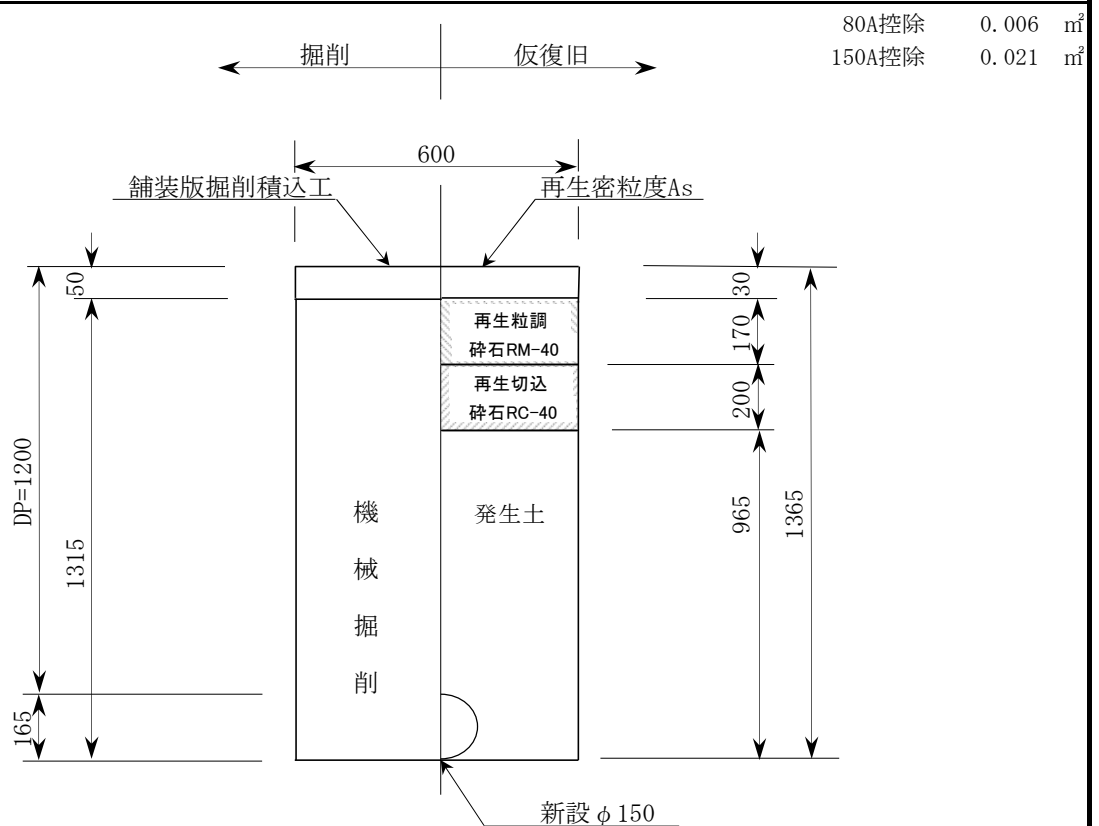 80A控除 0.006 ㎡
150A控除 0.021 ㎡
掘削
仮復旧
600
舗装版掘削積込工
再生密粒度As
50
30
再生粒調
砕石RM-40
170
再生切込
砕石RC-40
200
DP=1200
1315
機械掘削
発生土
965
1365
165
新設φ150